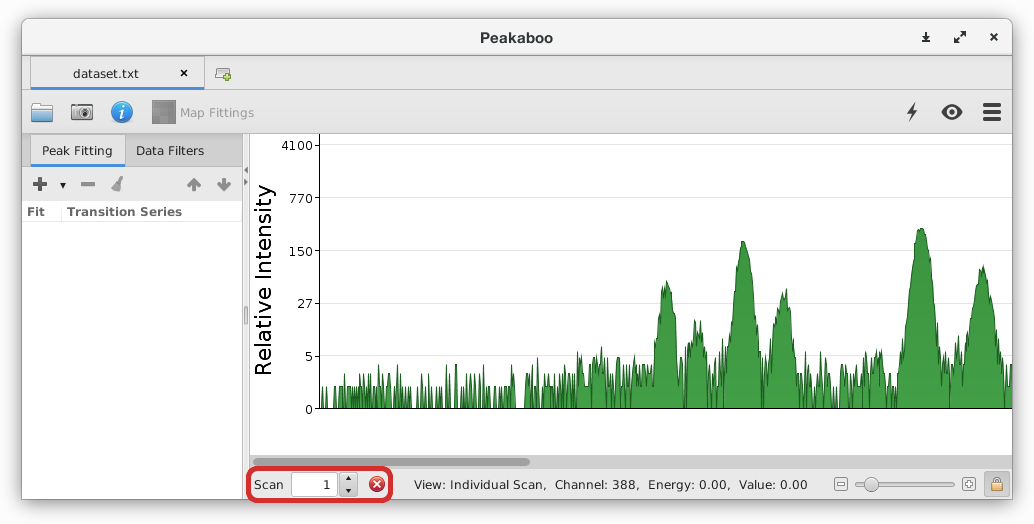 Peakaboo
dataset.txt
Map Fittings
Peak Fitting Data Filters
Fit Transition Series
Relative Intensity
4100
770
150
27
5
0
Scan 1 View: Individual Scan, Channel: 388, Energy: 0.00, Value: 0.00